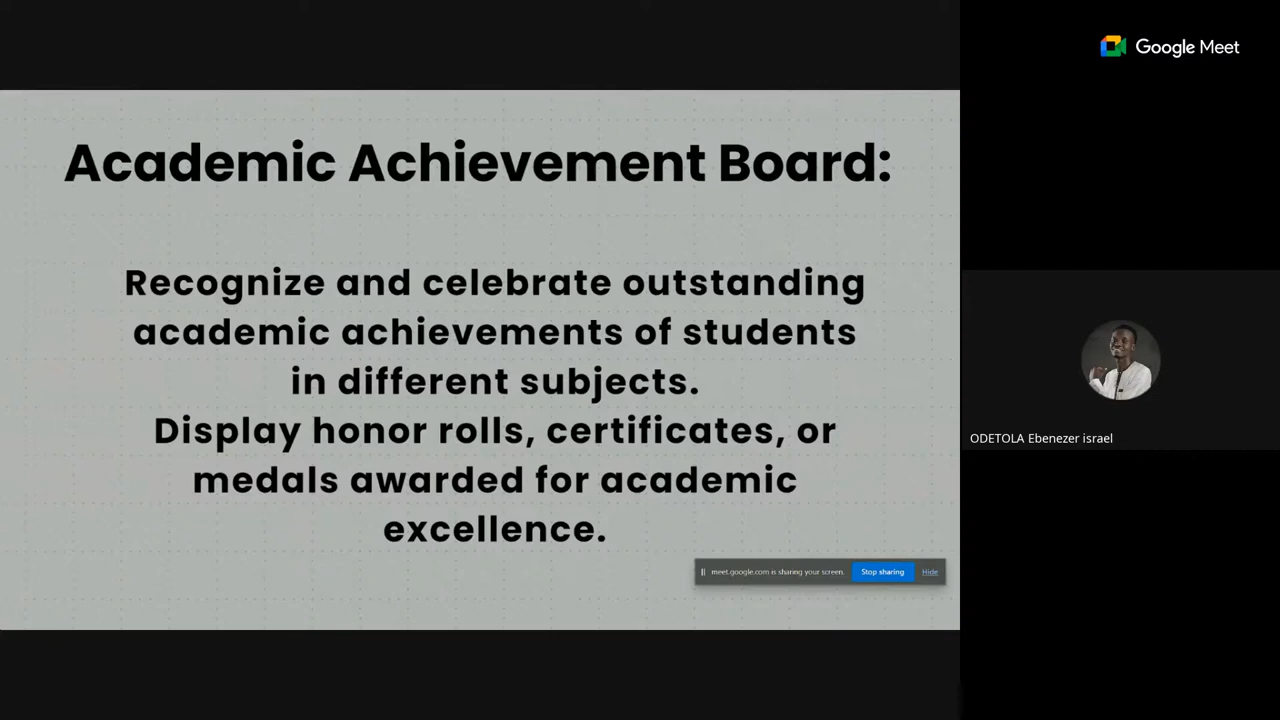 Google Meet
Academic Achievement Board:
Recognize and celebrate outstanding
academic achievements of students
in different subjects.
Display honor rolls, certificates, or
medals awarded for academic
excellence.
meet.google.com is sharing your screen. Stop sharing Hide
ODETOLA Ebenezer israel